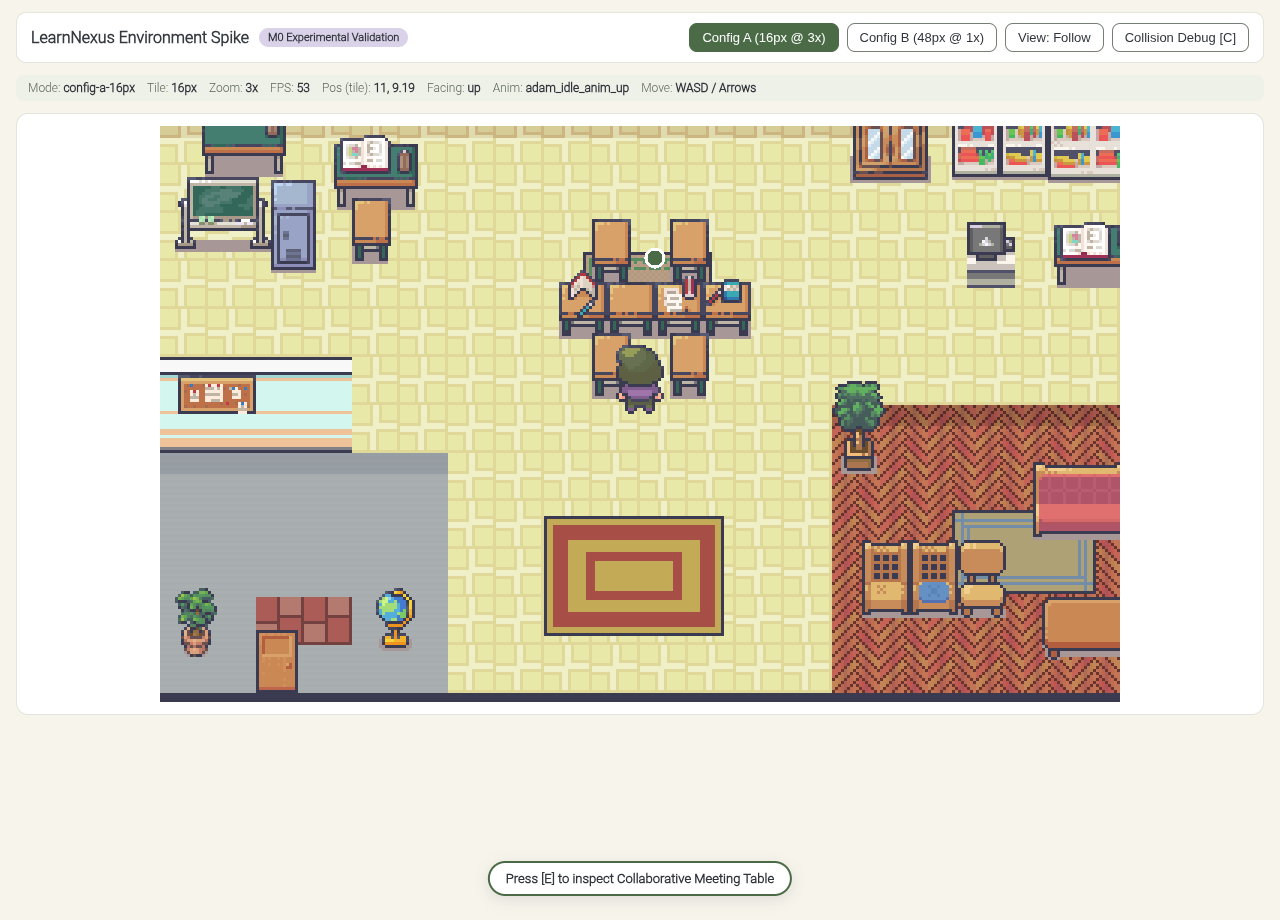 LearnNexus Environment Spike
M0 Experimental Validation
Config A (16px @ 3x)
Config B (48px @ 1x)
View: Follow
Collision Debug [C]
Mode: config-a-16px Tile: 16px Zoom: 3x FPS: 53 Pos (tile): 11, 9.19 Facing: up Anim: adam_idle_anim_up Move: WASD / Arrows
Press [E] to inspect Collaborative Meeting Table